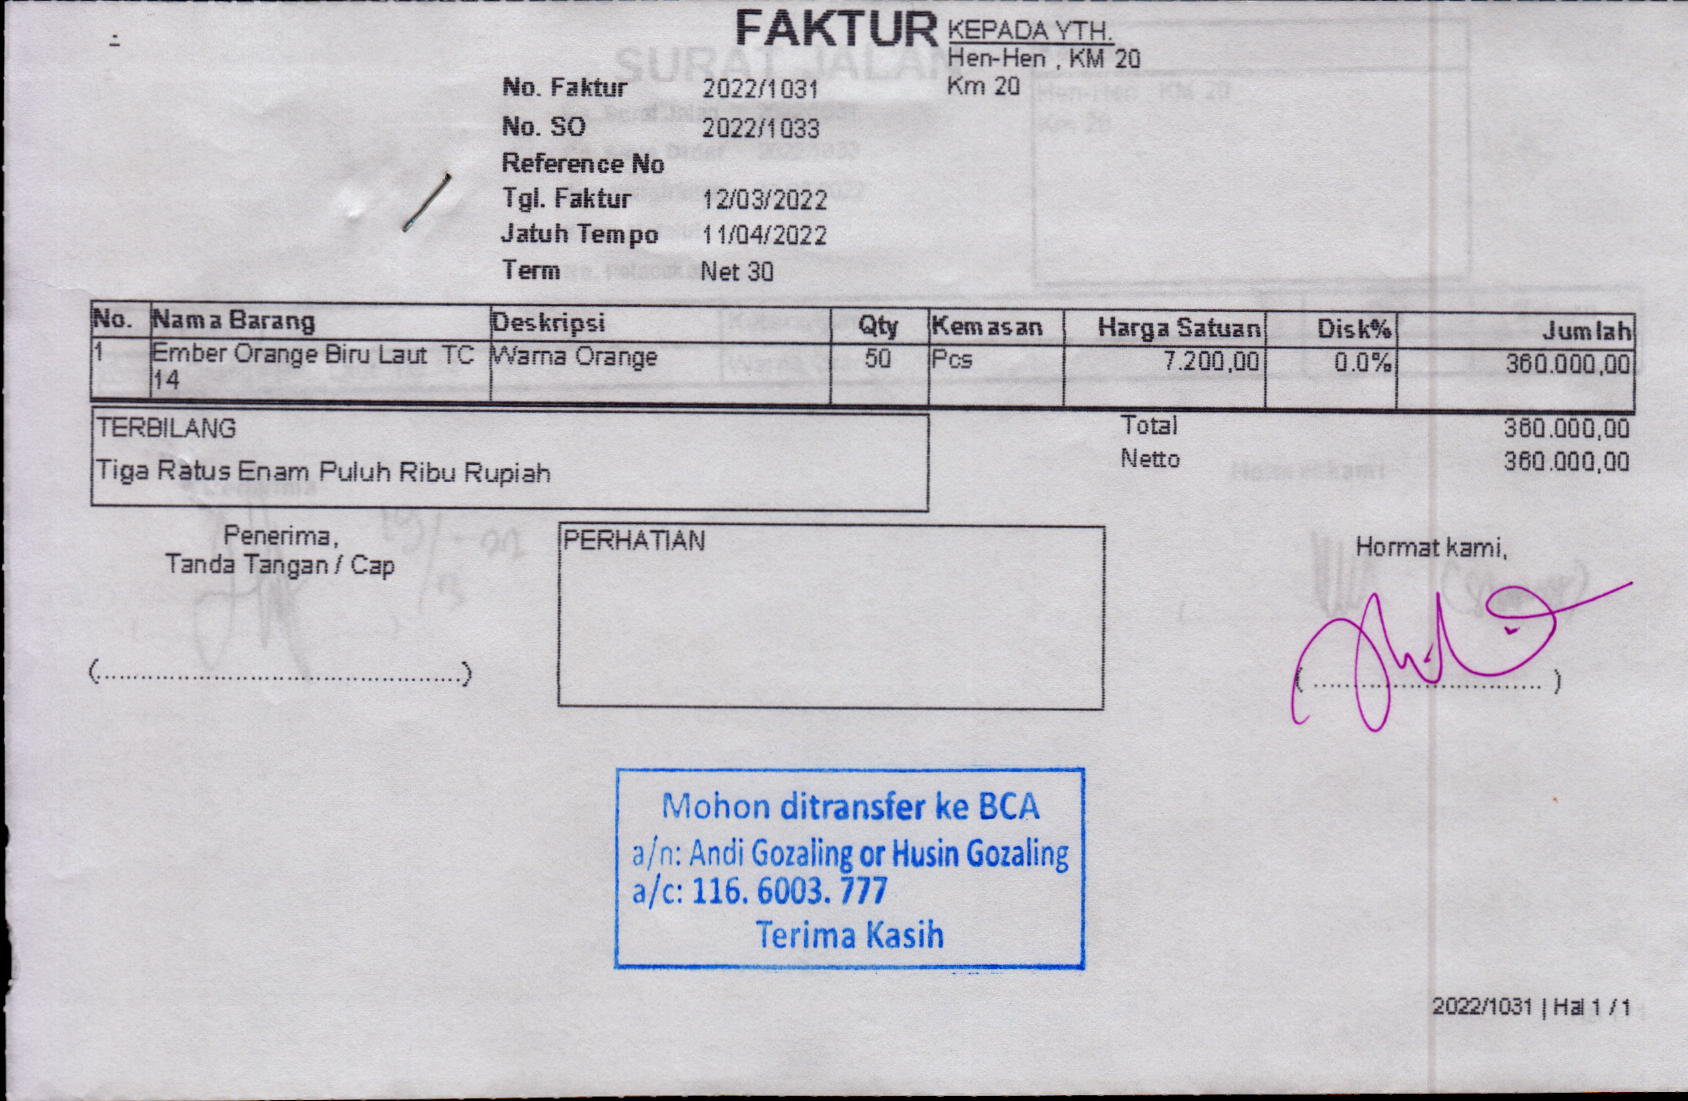 FAKTUR
KEPADA YTH.
Hen-Hen , KM 20
Km 20
No. Faktur 2022/1031
No. SO 2022/1033
Reference No
Tgl. Faktur 12/03/2022
Jatuh Tempo 11/04/2022
Term Net 30
No. Nama Barang Deskripsi Qty Kemasan Harga Satuan Disk% Jumlah
1 Ember Orange Biru Laut TC Warna Orange 50 Pcs 7.200,00 0.0% 360.000,00
14
TERBILANG
Tiga Ratus Enam Puluh Ribu Rupiah
Total 360.000,00
Netto 360.000,00
Penerima,
Tanda Tangan / Cap
(.............................................)
PERHATIAN
Hormat kami,
( ............................ )
Mohon ditransfer ke BCA
a/n: Andi Gozaling or Husin Gozaling
a/c: 116. 6003. 777
Terima Kasih
2022/1031 | Hal 1 / 1